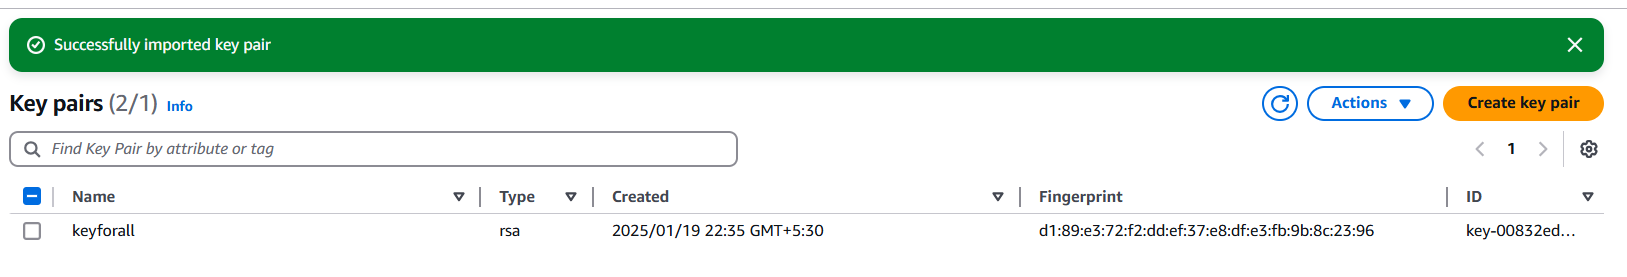 Successfully imported key pair
Key pairs (2/1) Info
Actions
Create key pair
Find Key Pair by attribute or tag
1
Name Type Created Fingerprint ID
keyforall rsa 2025/01/19 22:35 GMT+5:30 d1:89:e3:72:f2:dd:ef:37:e8:df:e3:fb:9b:8c:23:96 key-00832ed...